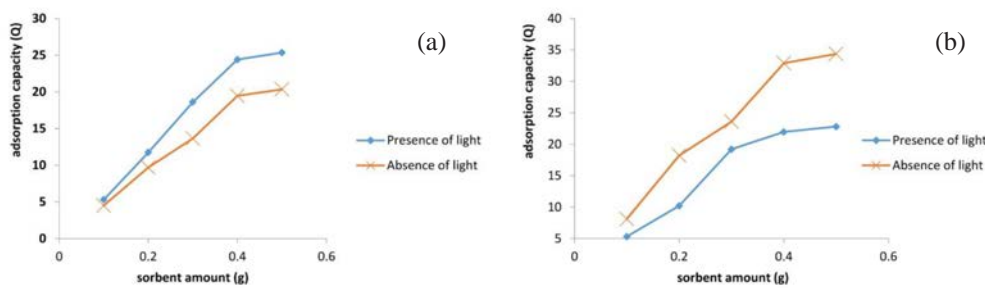 30
25
20
15
10
5
0
0
0.2
0.4
0.6
adsorption capacity (Q)
sorbent amount (g)
(a)
Presence of light
Absence of light
40
35
30
25
20
15
10
5
0
0.2
0.4
0.6
adsorption capacity (Q)
sorbent amount (g)
(b)
Presence of light
Absence of light